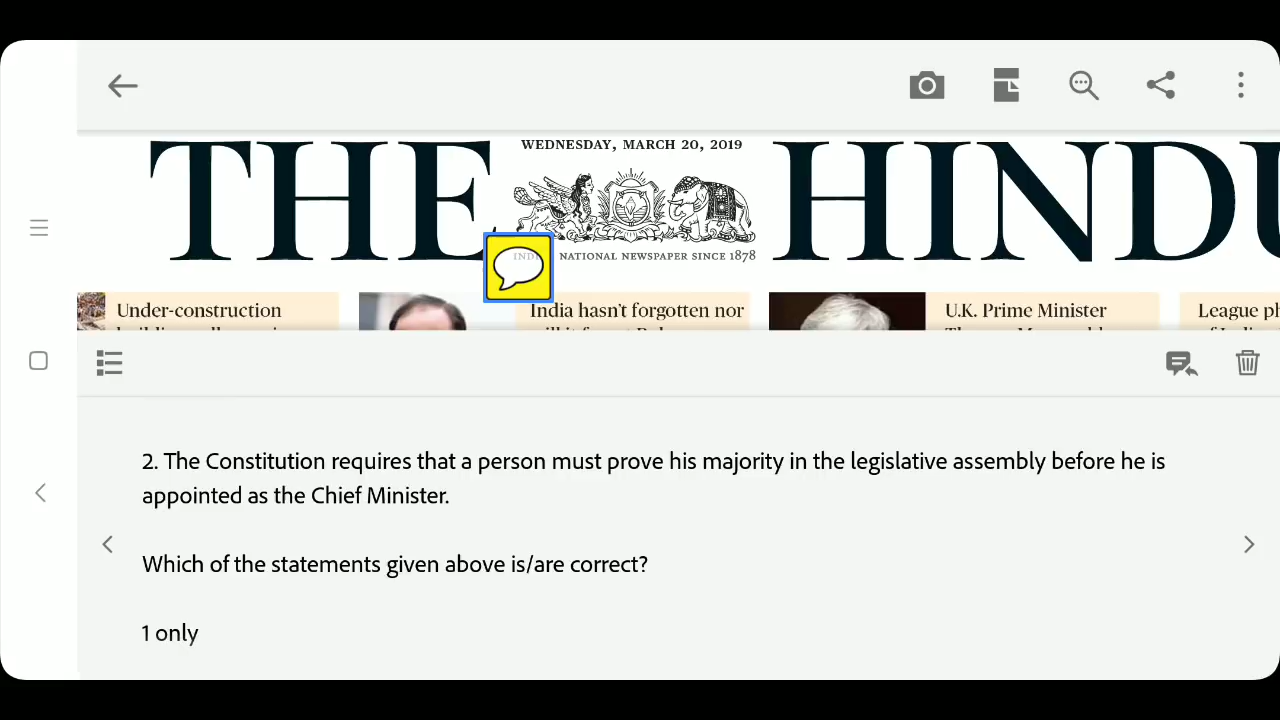 WEDNESDAY, MARCH 20, 2019
THE HINDU
NATIONAL NEWSPAPER SINCE 1878
Under-construction
India hasn't forgotten nor
U.K. Prime Minister
2. The Constitution requires that a person must prove his majority in the legislative assembly before he is
appointed as the Chief Minister.
Which of the statements given above is/are correct?
1 only